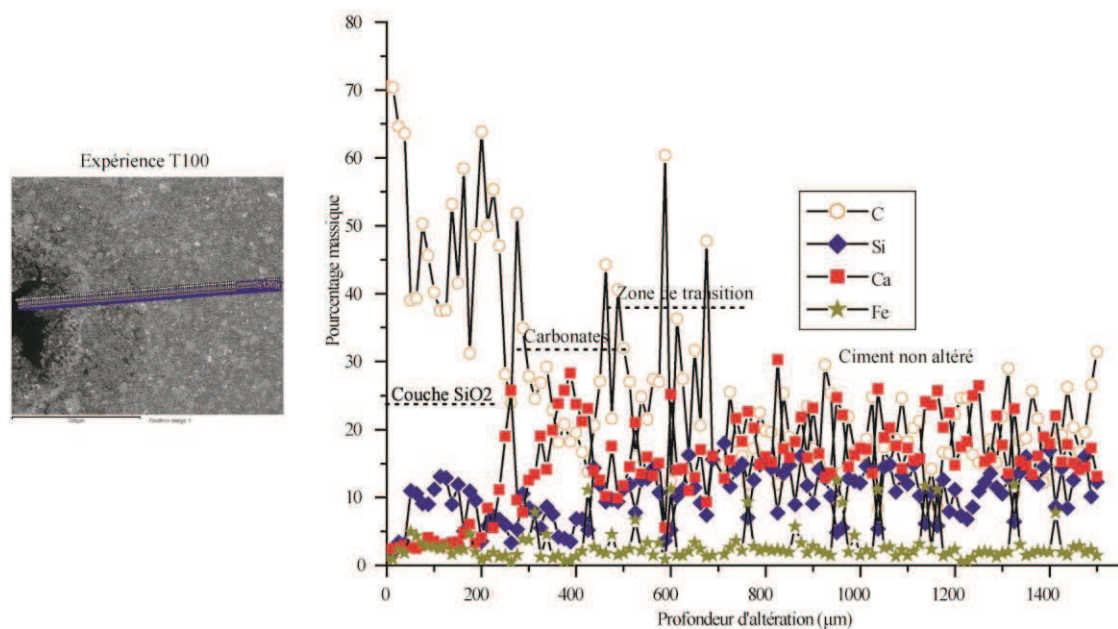 Expérience T100
Pourcentage massique
80
70
60
50
40
30
20
10
0
C
Si
Ca
Fe
Zone de transition
Carbonates
Ciment non altéré
Couche SiO2
0
200
400
600
800
1000
1200
1400
Profondeur d'altération (µm)